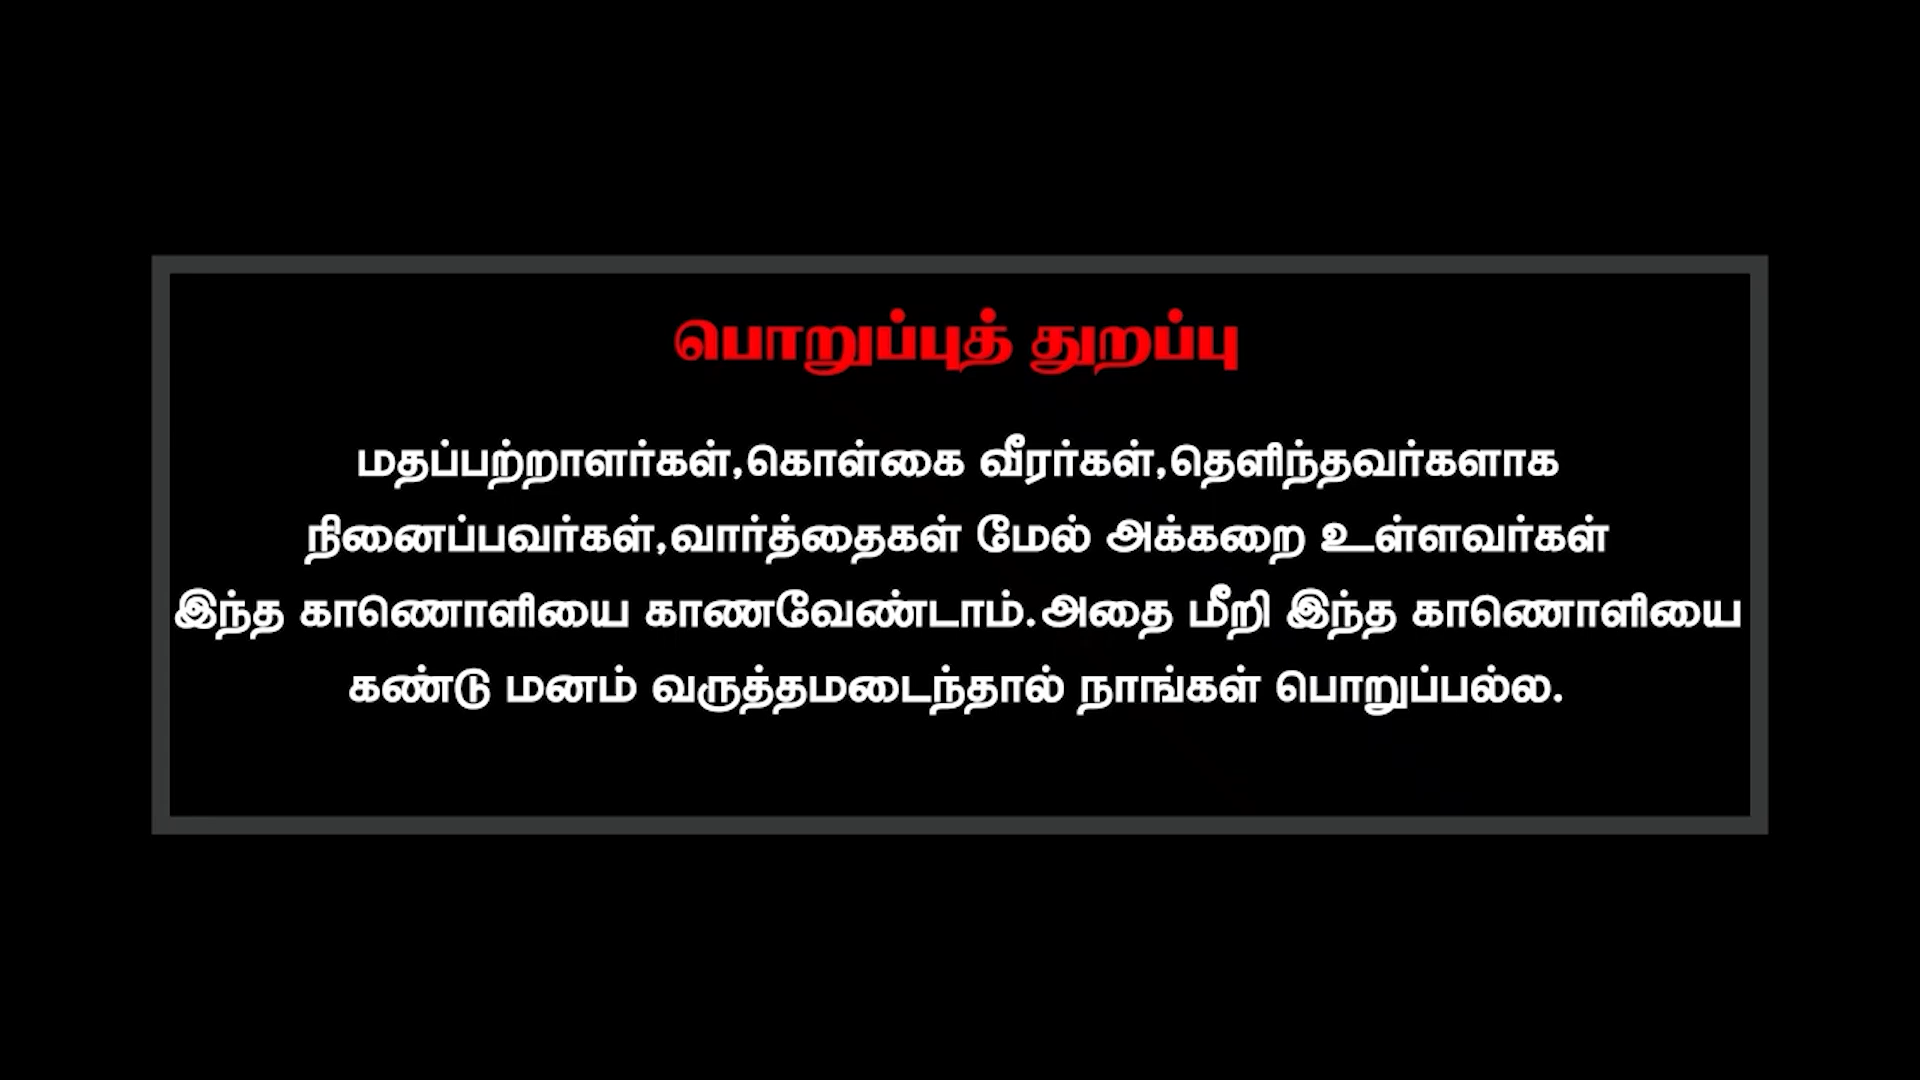 பொறுப்புத் துறப்பு
மதப்பற்றாளர்கள்,கொள்கை வீரர்கள்,தெளிந்தவர்களாக
நினைப்பவர்கள்,வார்த்தைகள் மேல் அக்கறை உள்ளவர்கள்
இந்த காணொளியை காணவேண்டாம்.அதை மீறி இந்த காணொளியை
கண்டு மனம் வருத்தமடைந்தால் நாங்கள் பொறுப்பல்ல.